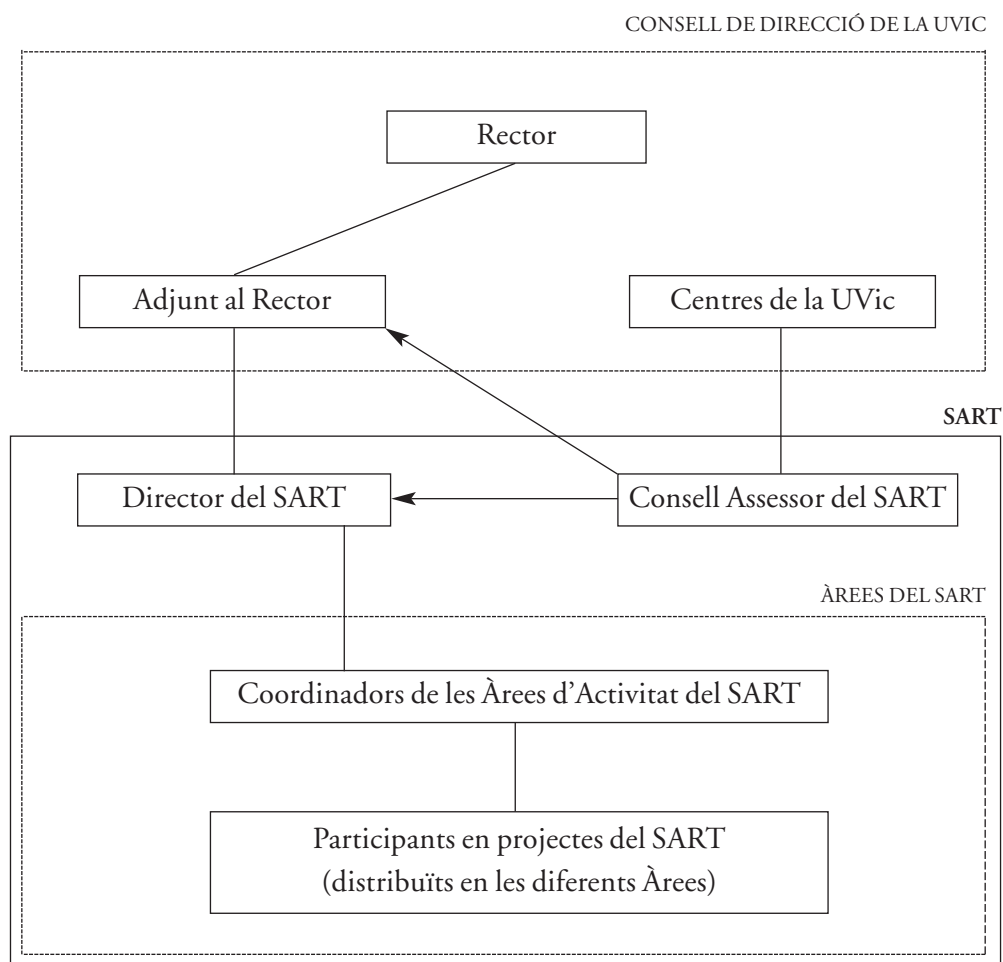 CONSELL DE DIRECCIÓ DE LA UVIC
Rector
Adjunt al Rector
Centres de la UVic
SART
Director del SART
Consell Assessor del SART
ÀREES DEL SART
Coordinadors de les Àrees d’Activitat del SART
Participants en projectes del SART
(distribuïts en les diferents Àrees)